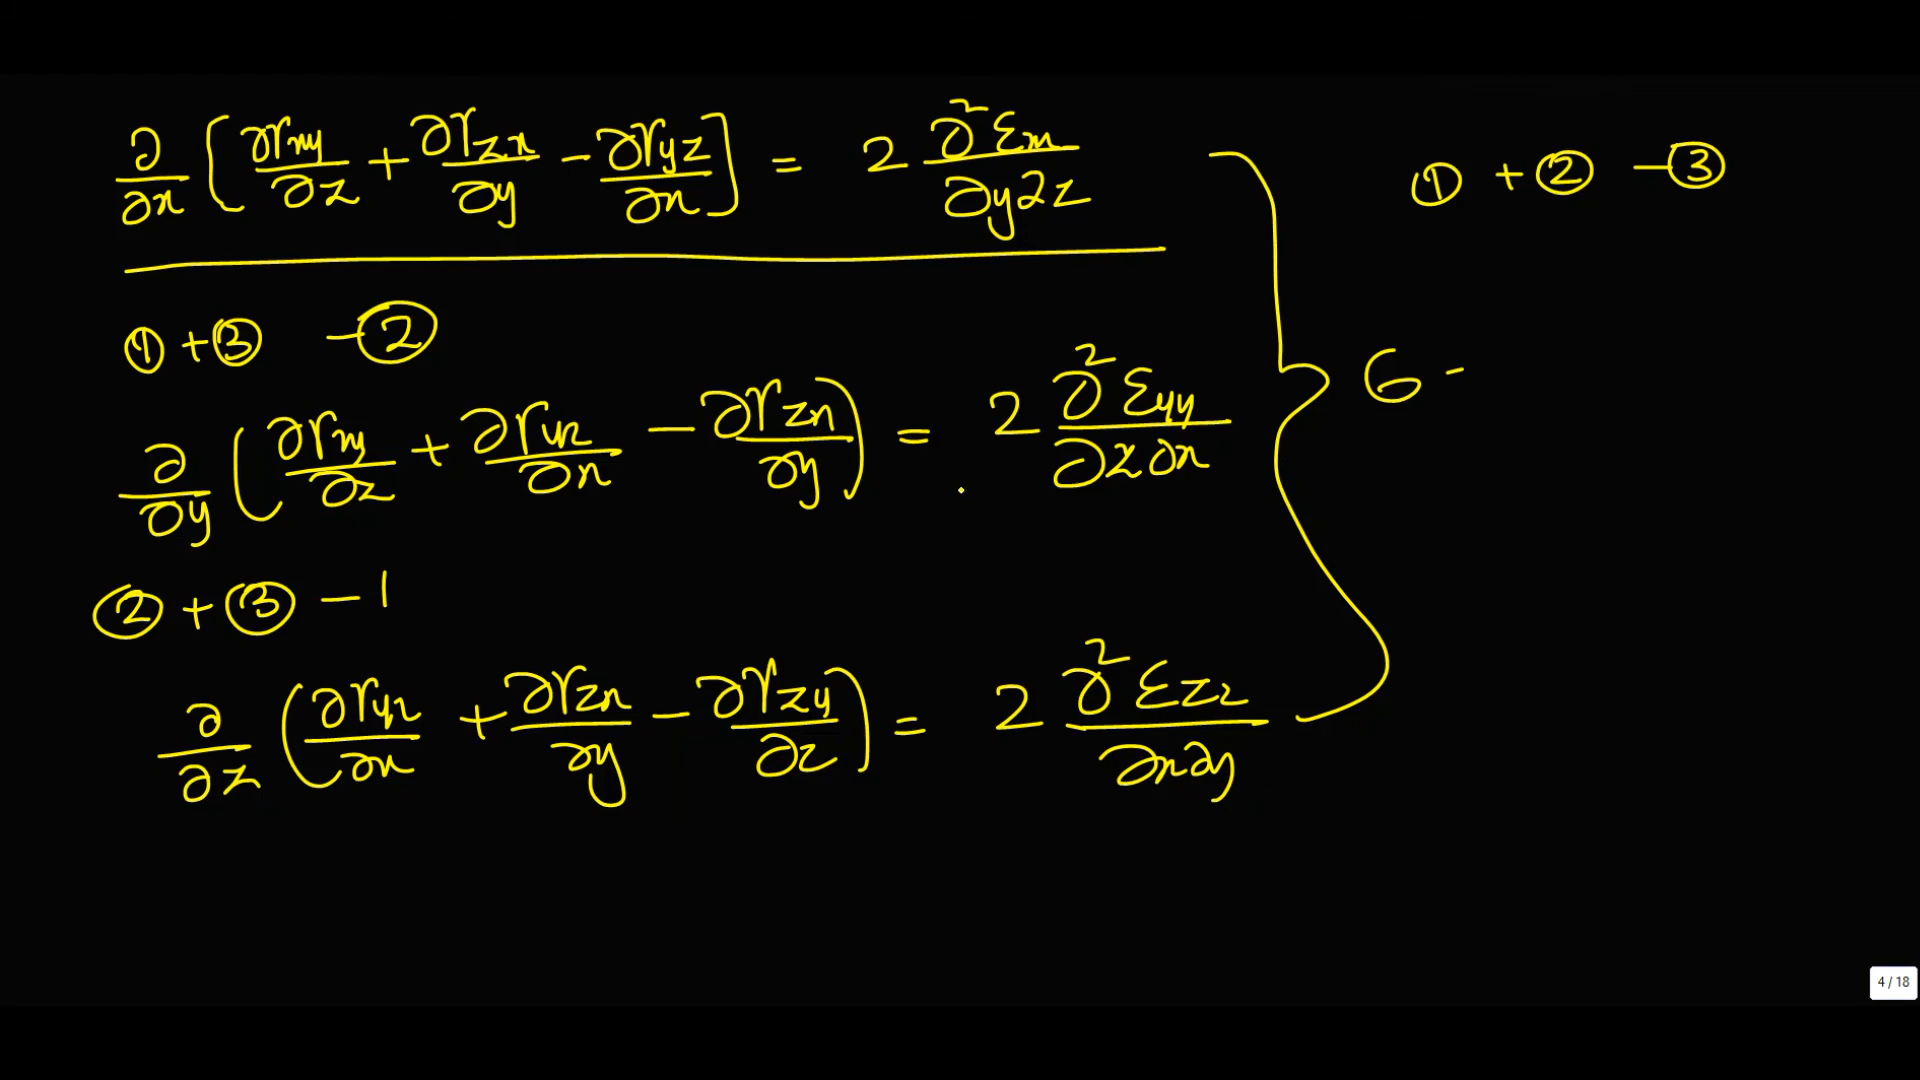 ∂/∂x [∂γxy/∂z + ∂γzx/∂y − ∂γyz/∂x] = 2 ∂²εxx/∂y∂z
① + ② − ③
① + ③ − ②
∂/∂y (∂γxy/∂z + ∂γyz/∂x − ∂γzx/∂y) = 2 ∂²εyy/∂z∂x
6 -
② + ③ − 1
∂/∂z (∂γyz/∂x + ∂γzx/∂y − ∂γzy/∂z) = 2 ∂²εzz/∂x∂y
4 / 18